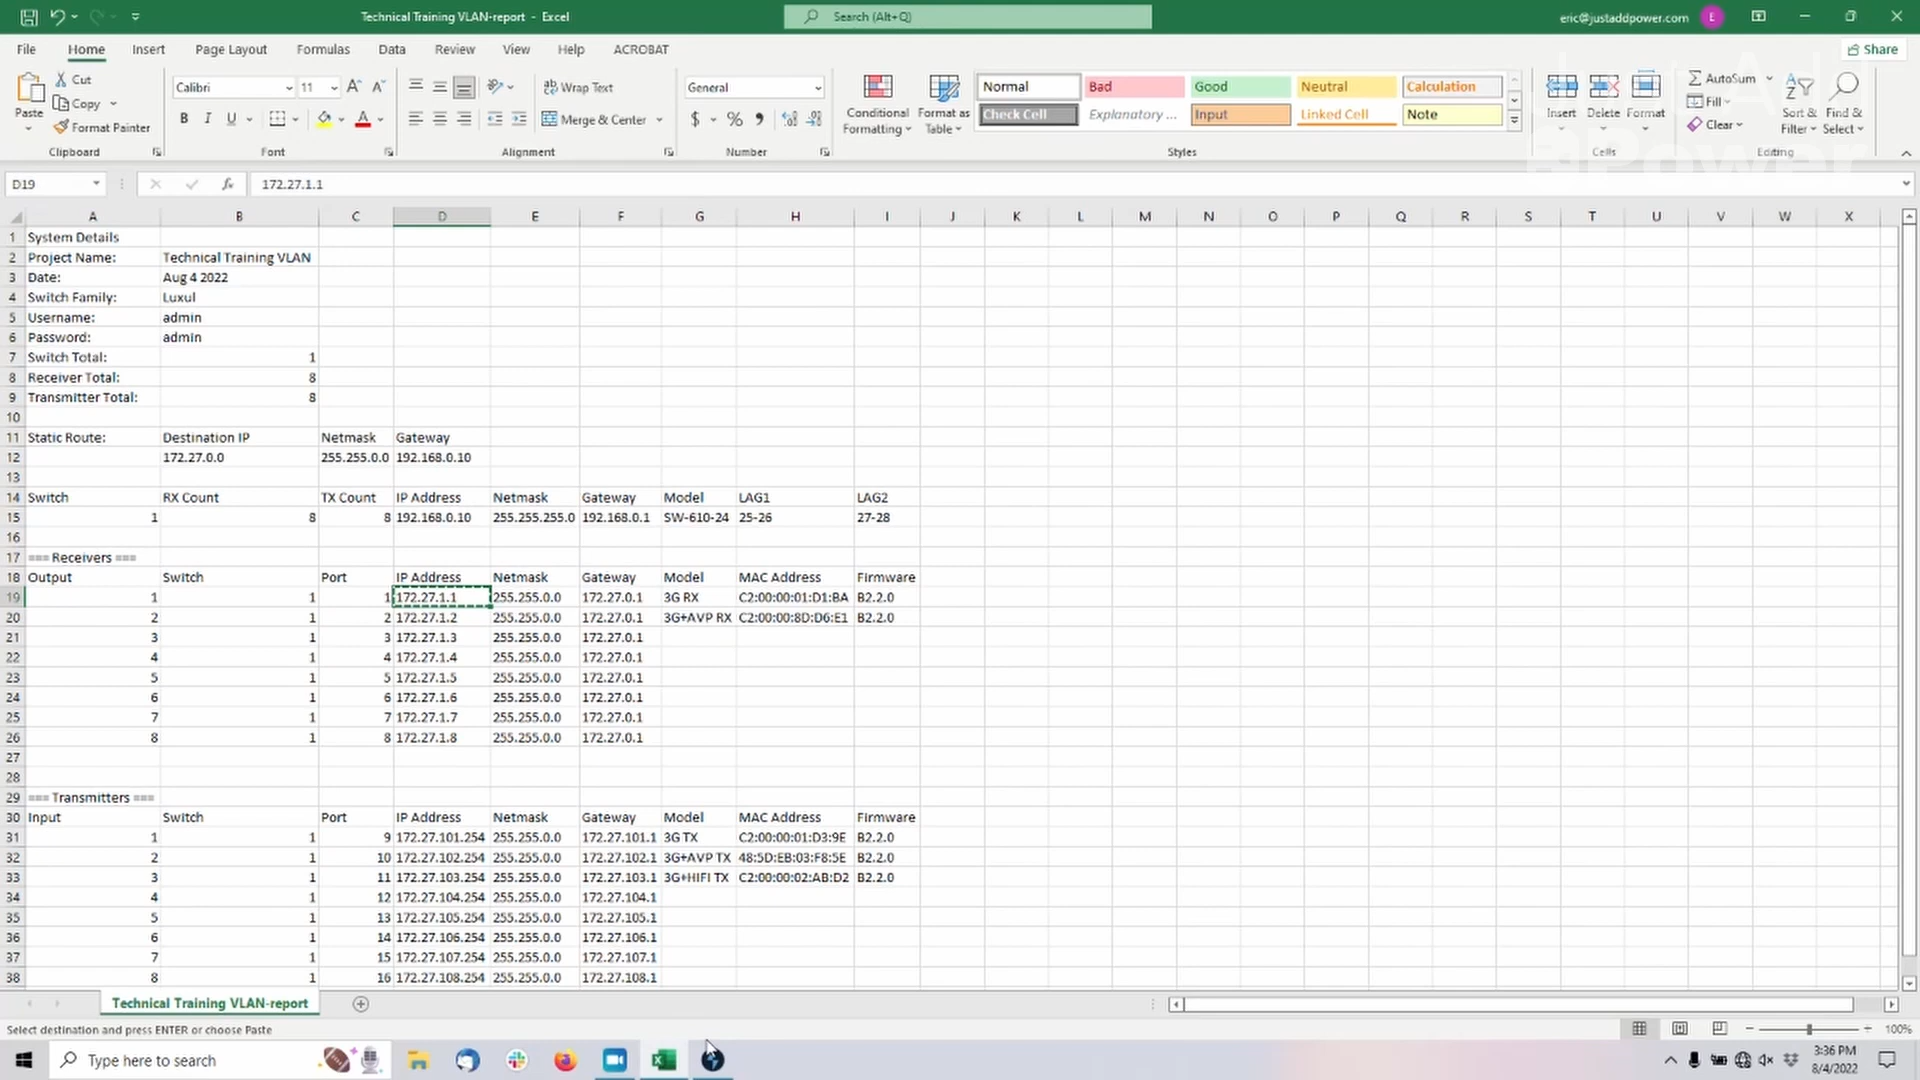 Technical Training VLAN-report - Excel
Search (Alt+Q)
eric@justaddpower.com
E
File Home Insert Page Layout Formulas Data Review View Help ACROBAT
Share
Paste
Cut
Copy
Format Painter
Clipboard
Calibri 11
B I U
Font
Wrap Text
Merge & Center
Alignment
General
$ % 9
Number
Conditional Formatting
Format as Table
Normal Bad Good Neutral Calculation
Check Cell Explanatory ... Input Linked Cell Note
Styles
Insert Delete Format
Cells
AutoSum
Fill
Clear
Sort & Filter
Find & Select
Editing
Just Add Power
D19
fx
172.27.1.1
A B C D E F G H I J K L M N O P Q R S T U V W X
1 System Details
2 Project Name: Technical Training VLAN
3 Date: Aug 4 2022
4 Switch Family: Luxul
5 Username: admin
6 Password: admin
7 Switch Total: 1
8 Receiver Total: 8
9 Transmitter Total: 8
10
11 Static Route: Destination IP Netmask Gateway
12 172.27.0.0 255.255.0.0 192.168.0.10
13
14 Switch RX Count TX Count IP Address Netmask Gateway Model LAG1 LAG2
15 1 8 8 192.168.0.10 255.255.255.0 192.168.0.1 SW-610-24 25-26 27-28
16
17 === Receivers ===
18 Output Switch Port IP Address Netmask Gateway Model MAC Address Firmware
19 1 1 1 172.27.1.1 255.255.0.0 172.27.0.1 3G RX C2:00:00:01:D1:BA B2.2.0
20 2 1 2 172.27.1.2 255.255.0.0 172.27.0.1 3G+AVP RX C2:00:00:8D:D6:E1 B2.2.0
21 3 1 3 172.27.1.3 255.255.0.0 172.27.0.1
22 4 1 4 172.27.1.4 255.255.0.0 172.27.0.1
23 5 1 5 172.27.1.5 255.255.0.0 172.27.0.1
24 6 1 6 172.27.1.6 255.255.0.0 172.27.0.1
25 7 1 7 172.27.1.7 255.255.0.0 172.27.0.1
26 8 1 8 172.27.1.8 255.255.0.0 172.27.0.1
27
28
29 === Transmitters ===
30 Input Switch Port IP Address Netmask Gateway Model MAC Address Firmware
31 1 1 9 172.27.101.254 255.255.0.0 172.27.101.1 3G TX C2:00:00:01:D3:9E B2.2.0
32 2 1 10 172.27.102.254 255.255.0.0 172.27.102.1 3G+AVP TX 48:5D:EB:03:F8:5E B2.2.0
33 3 1 11 172.27.103.254 255.255.0.0 172.27.103.1 3G+HIFI TX C2:00:00:02:AB:D2 B2.2.0
34 4 1 12 172.27.104.254 255.255.0.0 172.27.104.1
35 5 1 13 172.27.105.254 255.255.0.0 172.27.105.1
36 6 1 14 172.27.106.254 255.255.0.0 172.27.106.1
37 7 1 15 172.27.107.254 255.255.0.0 172.27.107.1
38 8 1 16 172.27.108.254 255.255.0.0 172.27.108.1
Technical Training VLAN-report
Select destination and press ENTER or choose Paste
100%
Type here to search
3:36 PM
8/4/2022